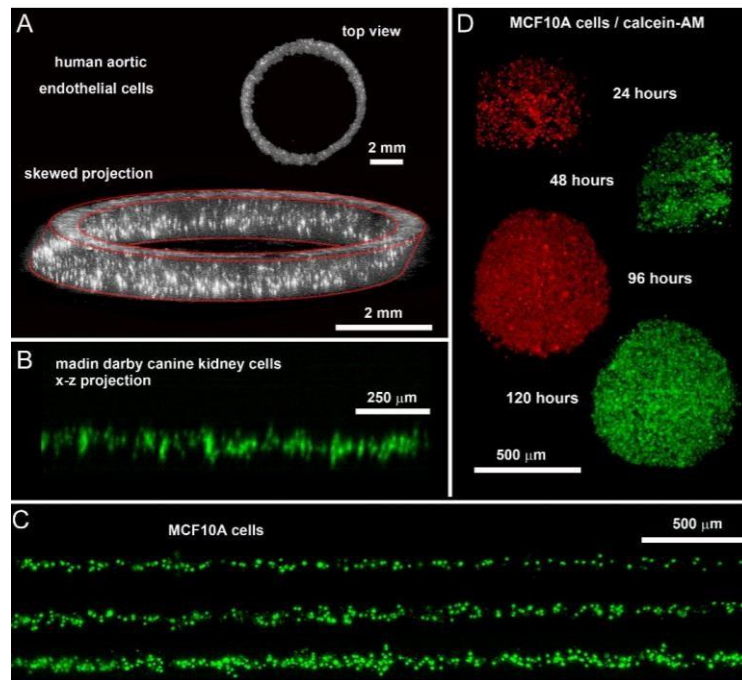 A
top view
human aortic
endothelial cells
2 mm
skewed projection
2 mm
B
madin darby canine kidney cells
x-z projection
250 μm
C
MCF10A cells
500 μm
D
MCF10A cells / calcein-AM
24 hours
48 hours
96 hours
120 hours
500 μm